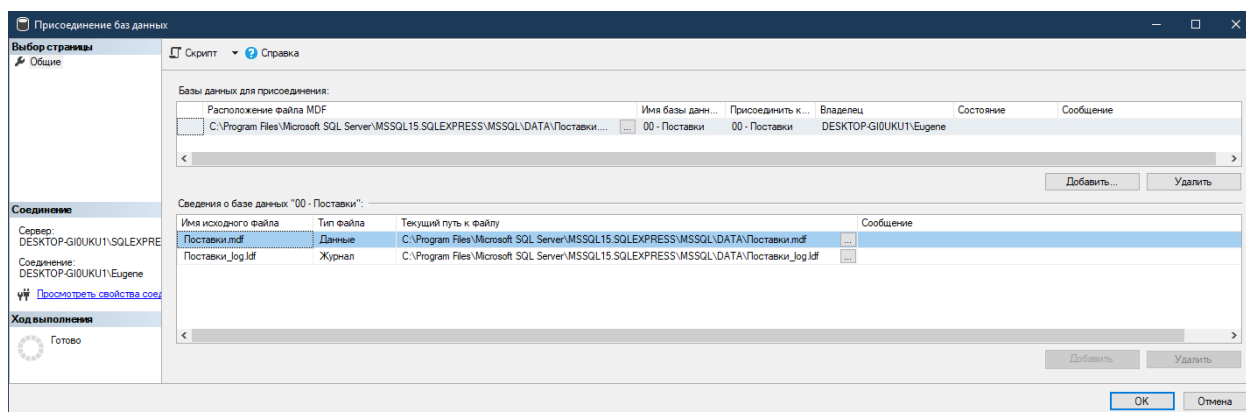 Присоединение баз данных
Выбор страницы
Общие
Скрипт Справка
Базы данных для присоединения:
Расположение файла MDF Имя базы данн... Присоединить к... Владелец Состояние Сообщение
C:\Program Files\Microsoft SQL Server\MSSQL15.SQLEXPRESS\MSSQL\DATA\Поставки.... ... 00 - Поставки 00 - Поставки DESKTOP-GI0UKU1\Eugene
Добавить... Удалить
Сведения о базе данных "00 - Поставки":
Имя исходного файла Тип файла Текущий путь к файлу Сообщение
Поставки.mdf Данные C:\Program Files\Microsoft SQL Server\MSSQL15.SQLEXPRESS\MSSQL\DATA\Поставки.mdf ...
Поставки_log.ldf Журнал C:\Program Files\Microsoft SQL Server\MSSQL15.SQLEXPRESS\MSSQL\DATA\Поставки_log.ldf ...
Соединение
Сервер:
DESKTOP-GI0UKU1\SQLEXPRE
Соединение:
DESKTOP-GI0UKU1\Eugene
Просмотреть свойства соед
Ход выполнения
Готово
Добавить Удалить
OK Отмена